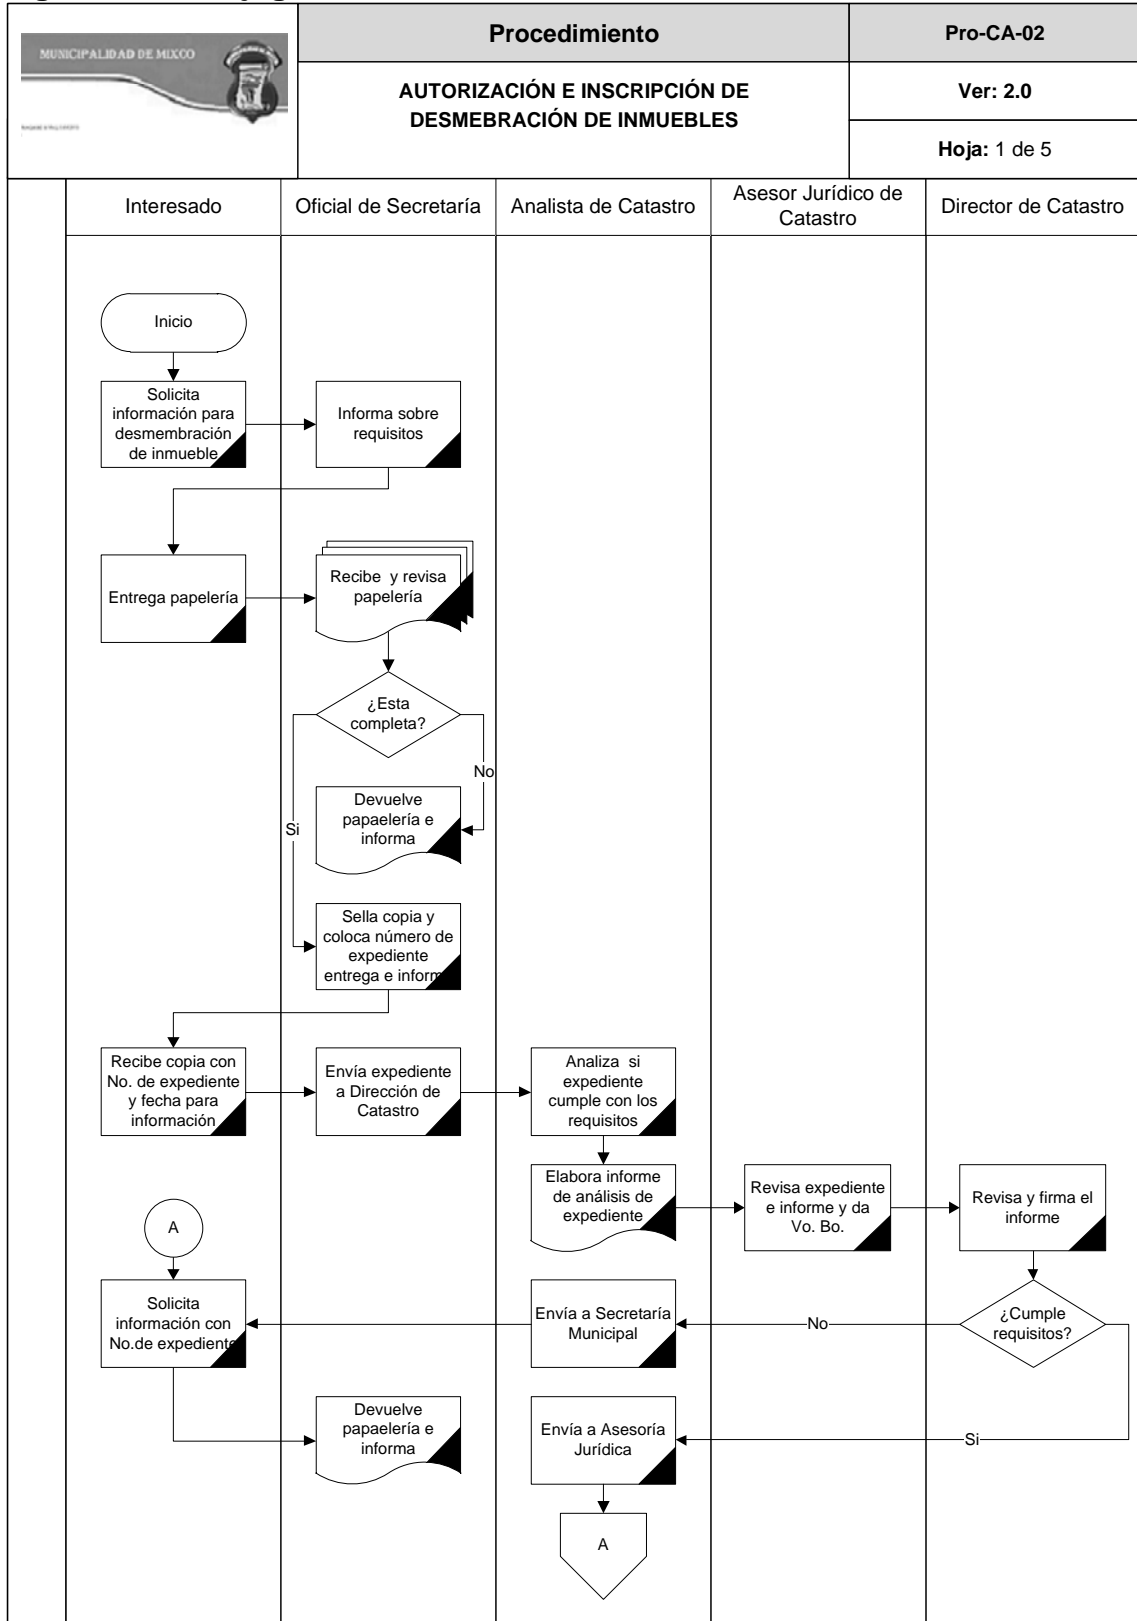 MUNICIPALIDAD DE MIXCO
Procedimiento
Pro-CA-02
AUTORIZACIÓN E INSCRIPCIÓN DE
DESMEBRACIÓN DE INMUEBLES
Ver: 2.0
Hoja: 1 de 5
Interesado
Oficial de Secretaría
Analista de Catastro
Asesor Jurídico de
Catastro
Director de Catastro
Inicio
Solicita
información para
desmembración
de inmueble
Informa sobre
requisitos
Entrega papelería
Recibe y revisa
papelería
¿Esta
completa?
No
Si
Devuelve
papaelería e
informa
Sella copia y
coloca número de
expediente
entrega e inform
Recibe copia con
No. de expediente
y fecha para
información
Envía expediente
a Dirección de
Catastro
Analiza si
expediente
cumple con los
requisitos
Elabora informe
de análisis de
expediente
Revisa expediente
e informe y da
Vo. Bo.
Revisa y firma el
informe
A
Solicita
información con
No.de expediente
Envía a Secretaría
Municipal
No
¿Cumple
requisitos?
Devuelve
papaelería e
informa
Envía a Asesoría
Jurídica
Si
A